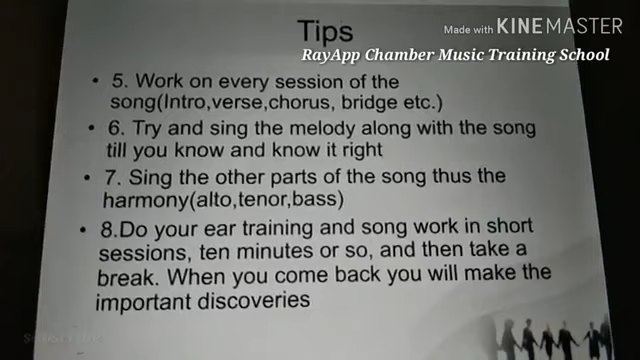 Tips
Made with KINEMASTER
RayApp Chamber Music Training School
• 5. Work on every session of the
song(Intro,verse,chorus, bridge etc.)
• 6. Try and sing the melody along with the song
till you know and know it right
• 7. Sing the other parts of the song thus the
harmony(alto,tenor,bass)
• 8.Do your ear training and song work in short
sessions, ten minutes or so, and then take a
break. When you come back you will make the
important discoveries